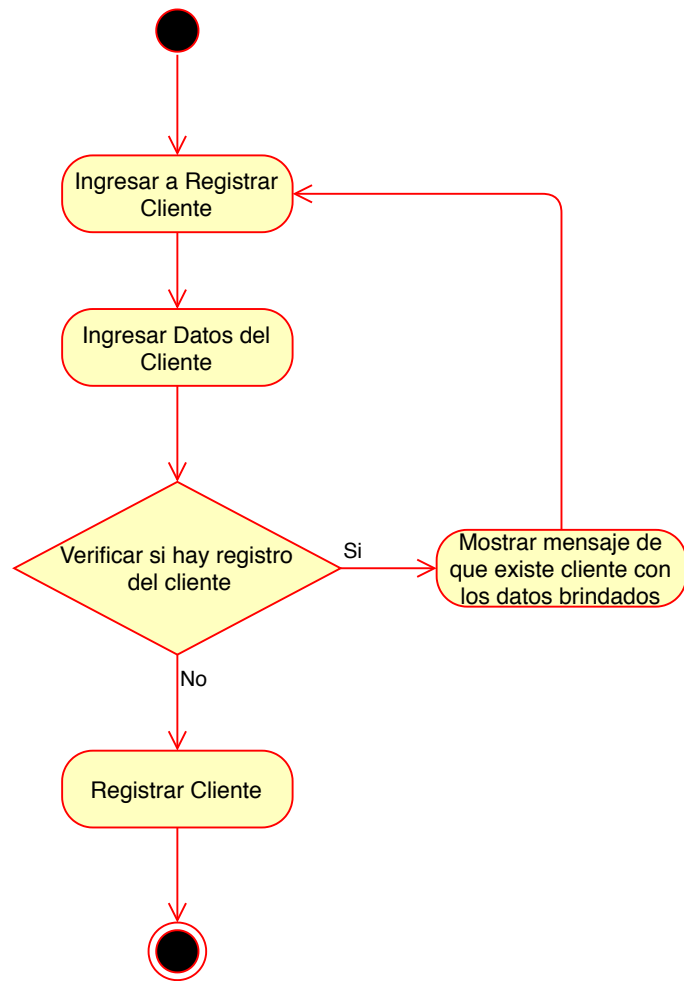 Ingresar a Registrar
Cliente
Ingresar Datos del
Cliente
Verificar si hay registro
del cliente
Si
Mostrar mensaje de
que existe cliente con
los datos brindados
No
Registrar Cliente